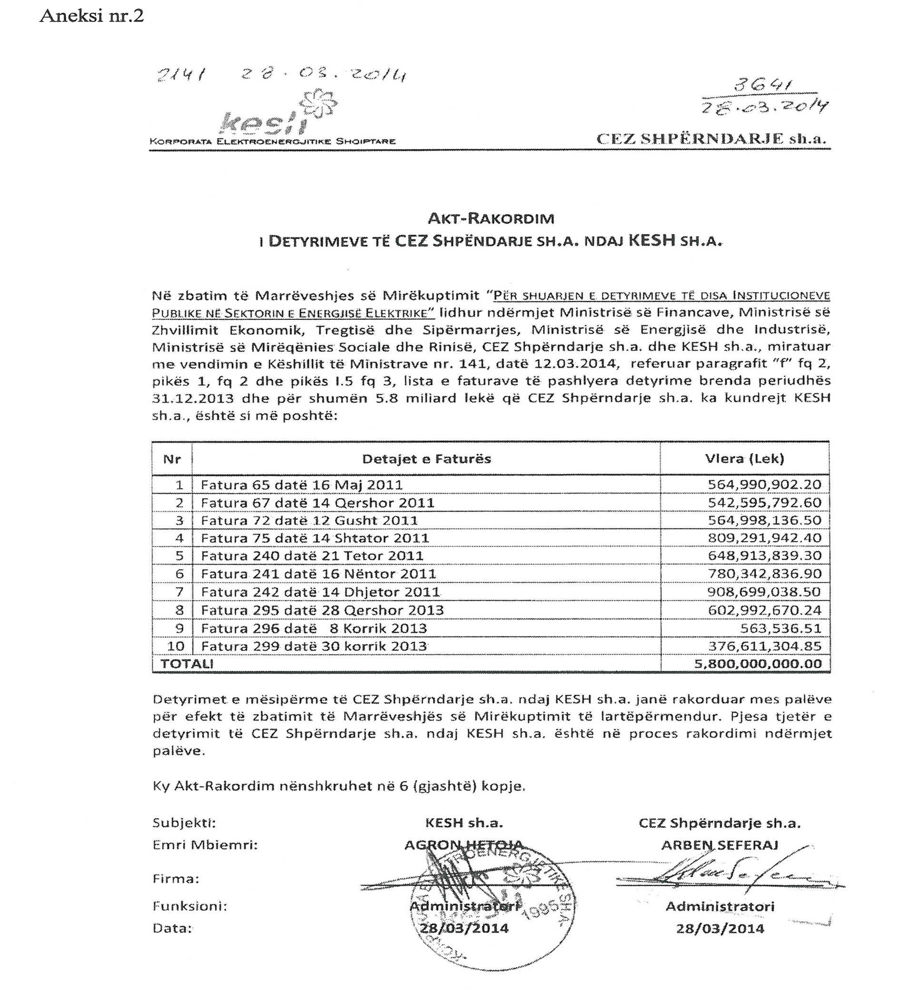 Aneksi nr.2
2141 28.03.2014
3641
28.03.2014
kesh
KORPORATA ELEKTROENERGJITIKE SHQIPTARE
CEZ SHPËRNDARJE sh.a.
AKT-RAKORDIM
I DETYRIMEVE TË CEZ SHPËNDARJE SH.A. NDAJ KESH SH.A.
Në zbatim të Marrëveshjes së Mirëkuptimit "PËR SHUARJEN E DETYRIMEVE TË DISA INSTITUCIONEVE
PUBLIKE NË SEKTORIN E ENERGJISË ELEKTRIKE" lidhur ndërmjet Ministrisë së Financave, Ministrisë së
Zhvillimit Ekonomik, Tregtisë dhe Sipërmarrjes, Ministrisë së Energjisë dhe Industrisë,
Ministrisë së Mirëqënies Sociale dhe Rinisë, CEZ Shpërndarje sh.a. dhe KESH sh.a., miratuar
me vendimin e Këshillit të Ministrave nr. 141, datë 12.03.2014, referuar paragrafit "f" fq 2,
pikës 1, fq 2 dhe pikës I.5 fq 3, lista e faturave të pashlyera detyrime brenda periudhës
31.12.2013 dhe për shumën 5.8 miliard lekë që CEZ Shpërndarje sh.a. ka kundrejt KESH
sh.a., është si më poshtë:
Nr Detajet e Faturës Vlera (Lek)
1 Fatura 65 datë 16 Maj 2011 564,990,902.20
2 Fatura 67 datë 14 Qershor 2011 542,595,792.60
3 Fatura 72 datë 12 Gusht 2011 564,998,136.50
4 Fatura 75 datë 14 Shtator 2011 809,291,942.40
5 Fatura 240 datë 21 Tetor 2011 648,913,839.30
6 Fatura 241 datë 16 Nëntor 2011 780,342,836.90
7 Fatura 242 datë 14 Dhjetor 2011 908,699,038.50
8 Fatura 295 datë 28 Qershor 2013 602,992,670.24
9 Fatura 296 datë 8 Korrik 2013 563,536.51
10 Fatura 299 datë 30 korrik 2013 376,611,304.85
TOTALI 5,800,000,000.00
Detyrimet e mësipërme të CEZ Shpërndarje sh.a. ndaj KESH sh.a. janë rakorduar mes palëve
për efekt të zbatimit të Marrëveshjës së Mirëkuptimit të lartëpërmendur. Pjesa tjetër e
detyrimit të CEZ Shpërndarje sh.a. ndaj KESH sh.a. është në proces rakordimi ndërmjet
palëve.
Ky Akt-Rakordim nënshkruhet në 6 (gjashtë) kopje.
Subjekti: KESH sh.a. CEZ Shpërndarje sh.a.
Emri Mbiemri: AGRON HETOJA ARBEN SEFERAJ
Firma:
Funksioni: Administratori Administratori
1995
Data: 28/03/2014 28/03/2014